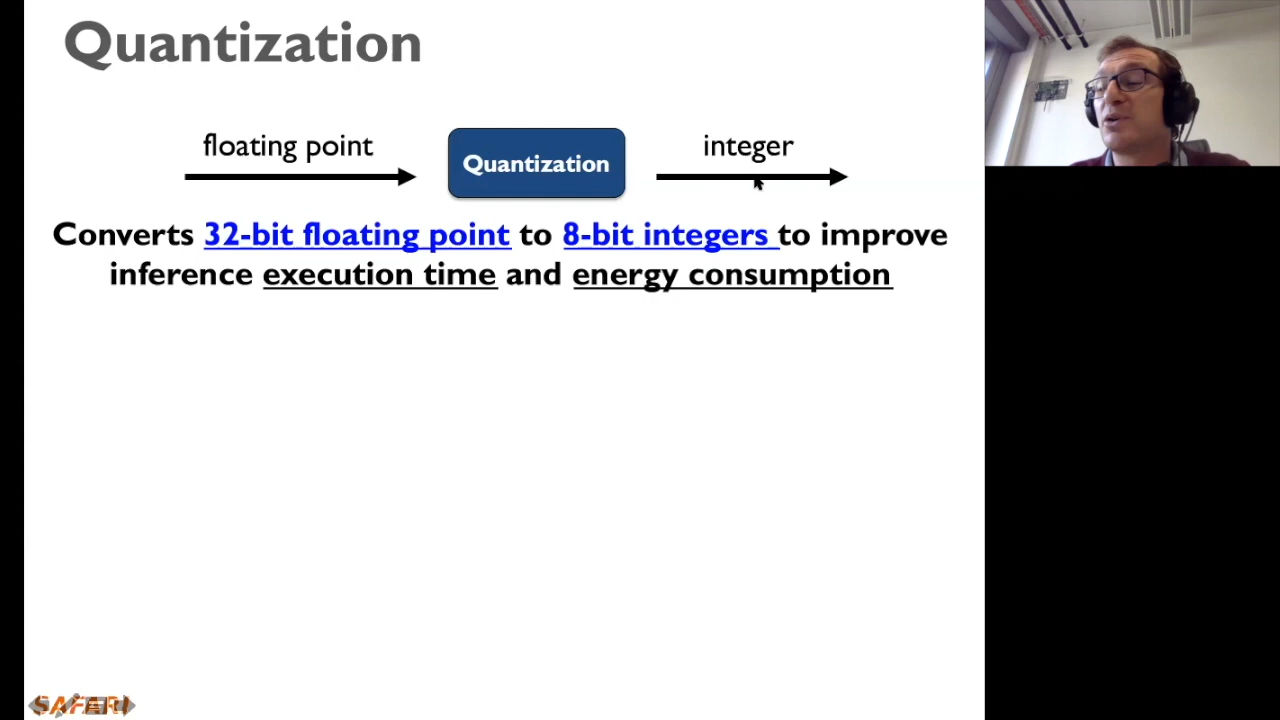 Quantization
floating point
Quantization
integer
Converts 32-bit floating point to 8-bit integers to improve
inference execution time and energy consumption
SAFARI